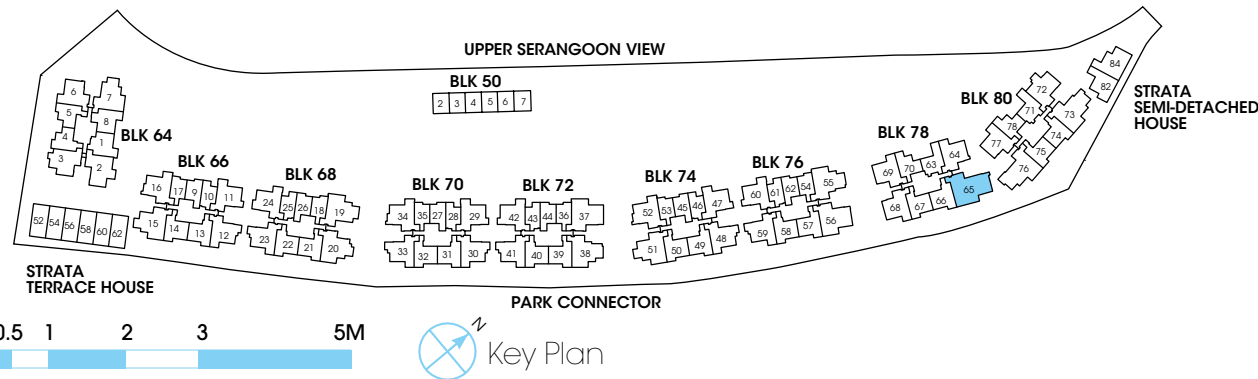 UPPER SERANGOON VIEW
BLK 50
2 3 4 5 6 7
BLK 64
6 7
5 8
4 1
3 2
BLK 66
16 17 9 10 11
15 14 13 12
BLK 68
24 25 26 18 19
23 22 21 20
BLK 70
34 35 27 28 29
33 32 31 30
BLK 72
42 43 44 36 37
41 40 39 38
BLK 74
52 53 45 46 47
51 50 49 48
BLK 76
60 61 62 54 55
59 58 57 56
BLK 78
69 70 63 64
68 67 66 65
BLK 80
72
71 73
78 74
77 75
76
84
82
STRATA
SEMI-DETACHED
HOUSE
52 54 56 58 60 62
STRATA
TERRACE HOUSE
PARK CONNECTOR
0.5 1 2 3 5M
N
Key Plan